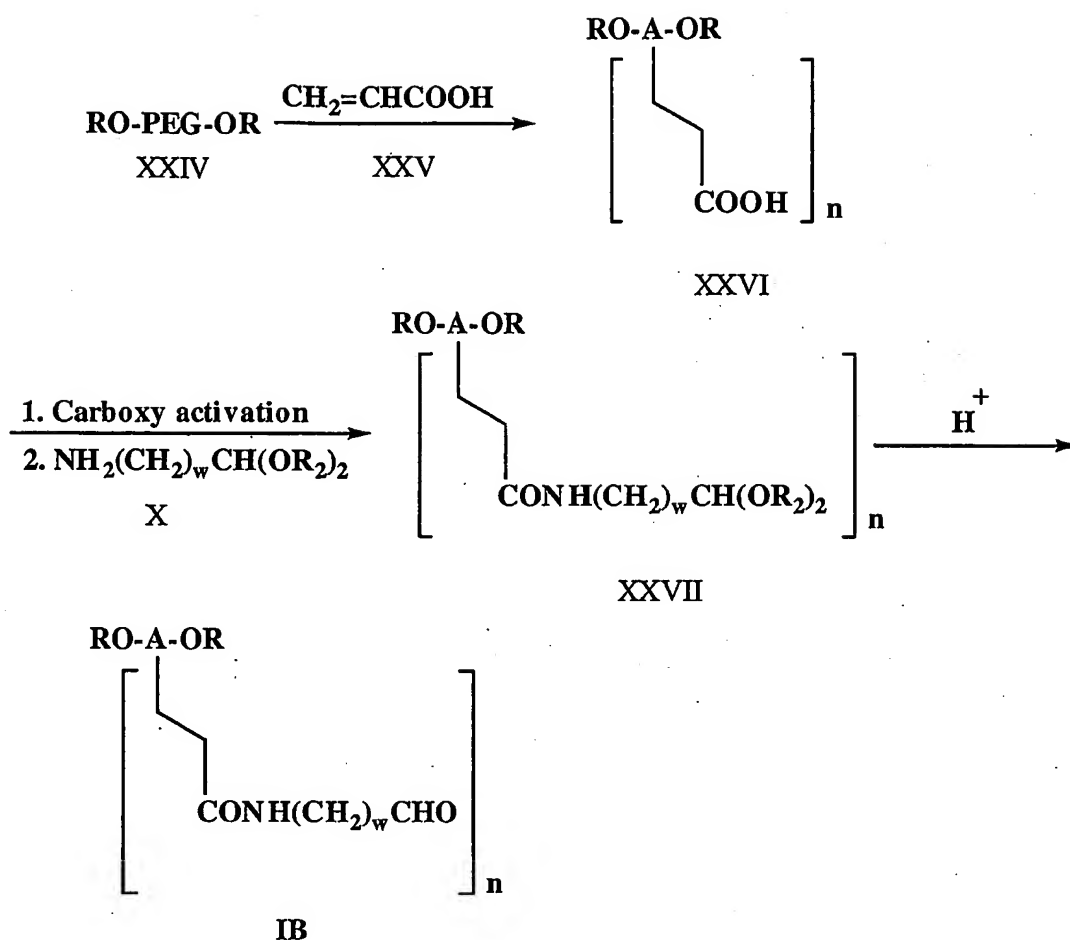 RO-A-OR
CH₂=CHCOOH
RO-PEG-OR
XXIV
XXV
COOH
n
XXVI
RO-A-OR
1. Carboxy activation
2. NH₂(CH₂)wCH(OR₂)₂
X
H⁺
CONH(CH₂)wCH(OR₂)₂
n
XXVII
RO-A-OR
CONH(CH₂)wCHO
n
IB